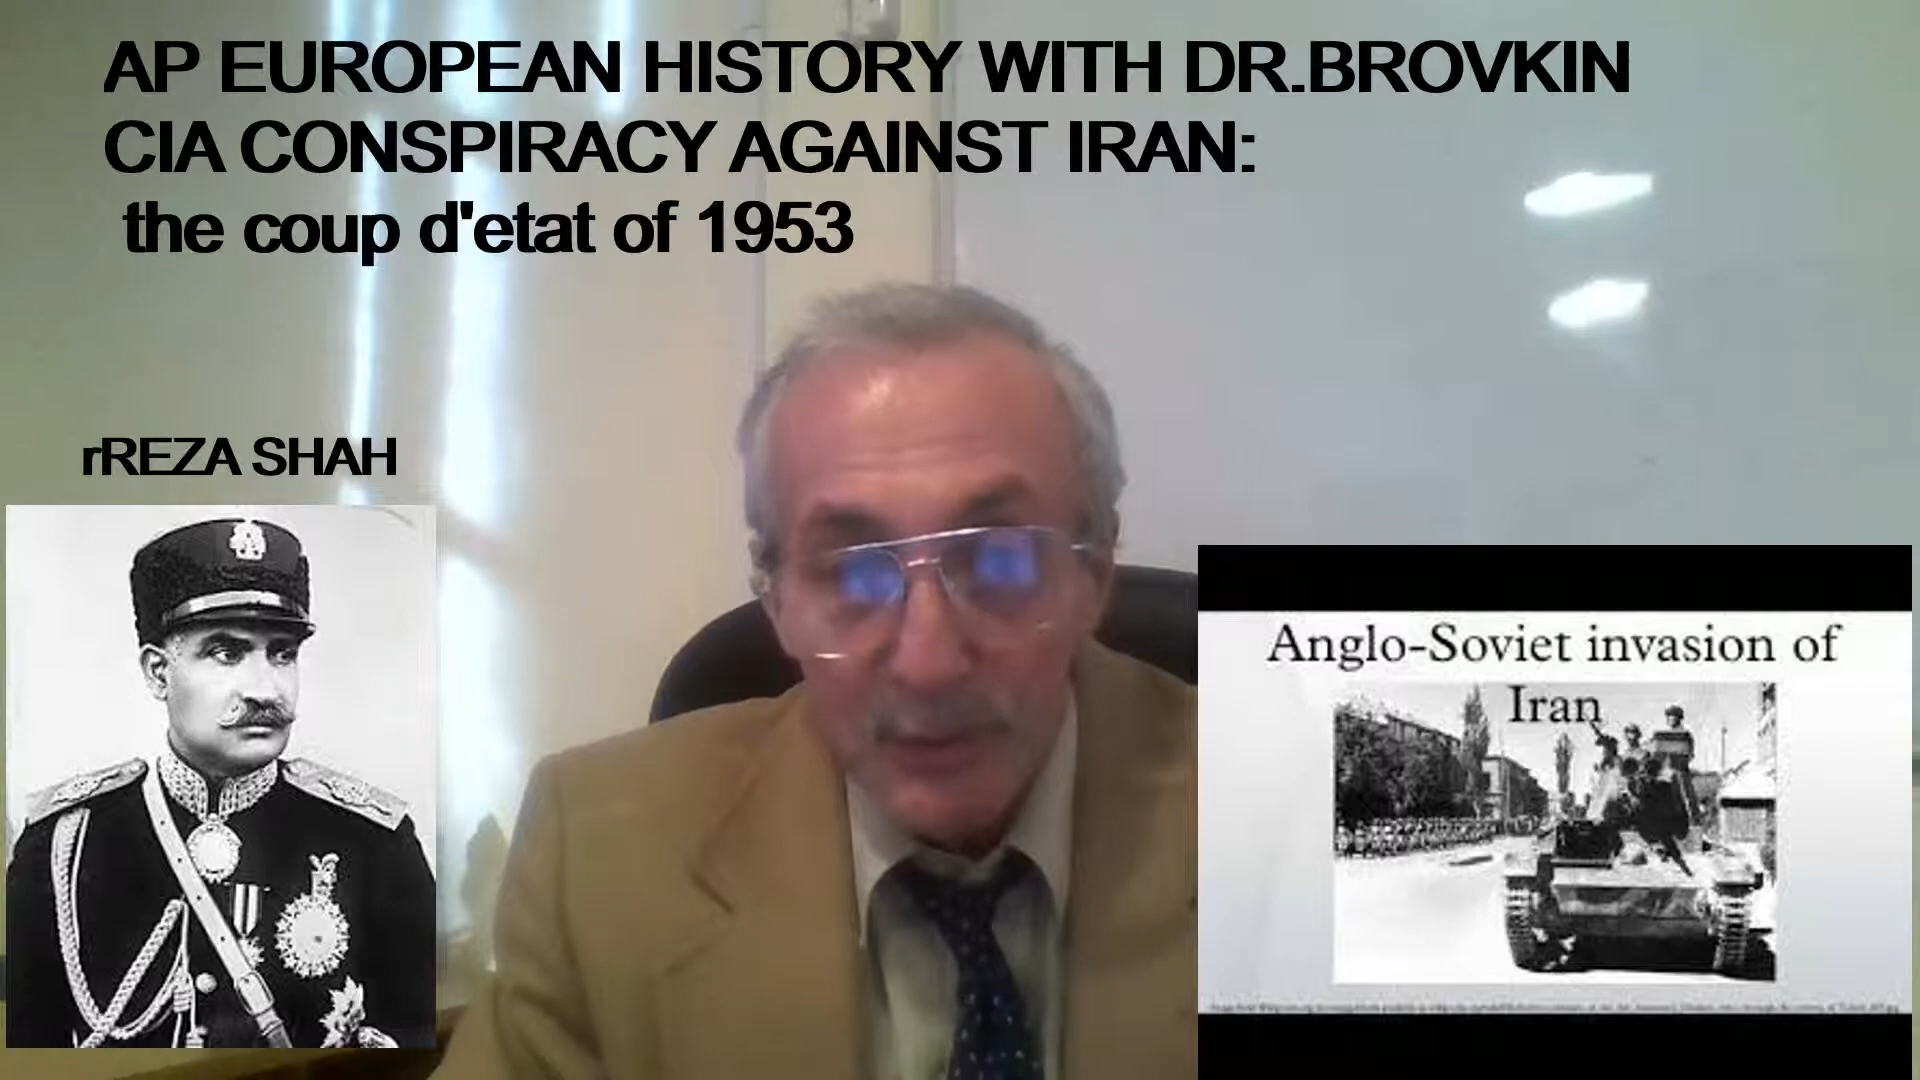 AP EUROPEAN HISTORY WITH DR.BROVKIN
CIA CONSPIRACY AGAINST IRAN:
the coup d'etat of 1953
rREZA SHAH
Anglo-Soviet invasion of
Iran